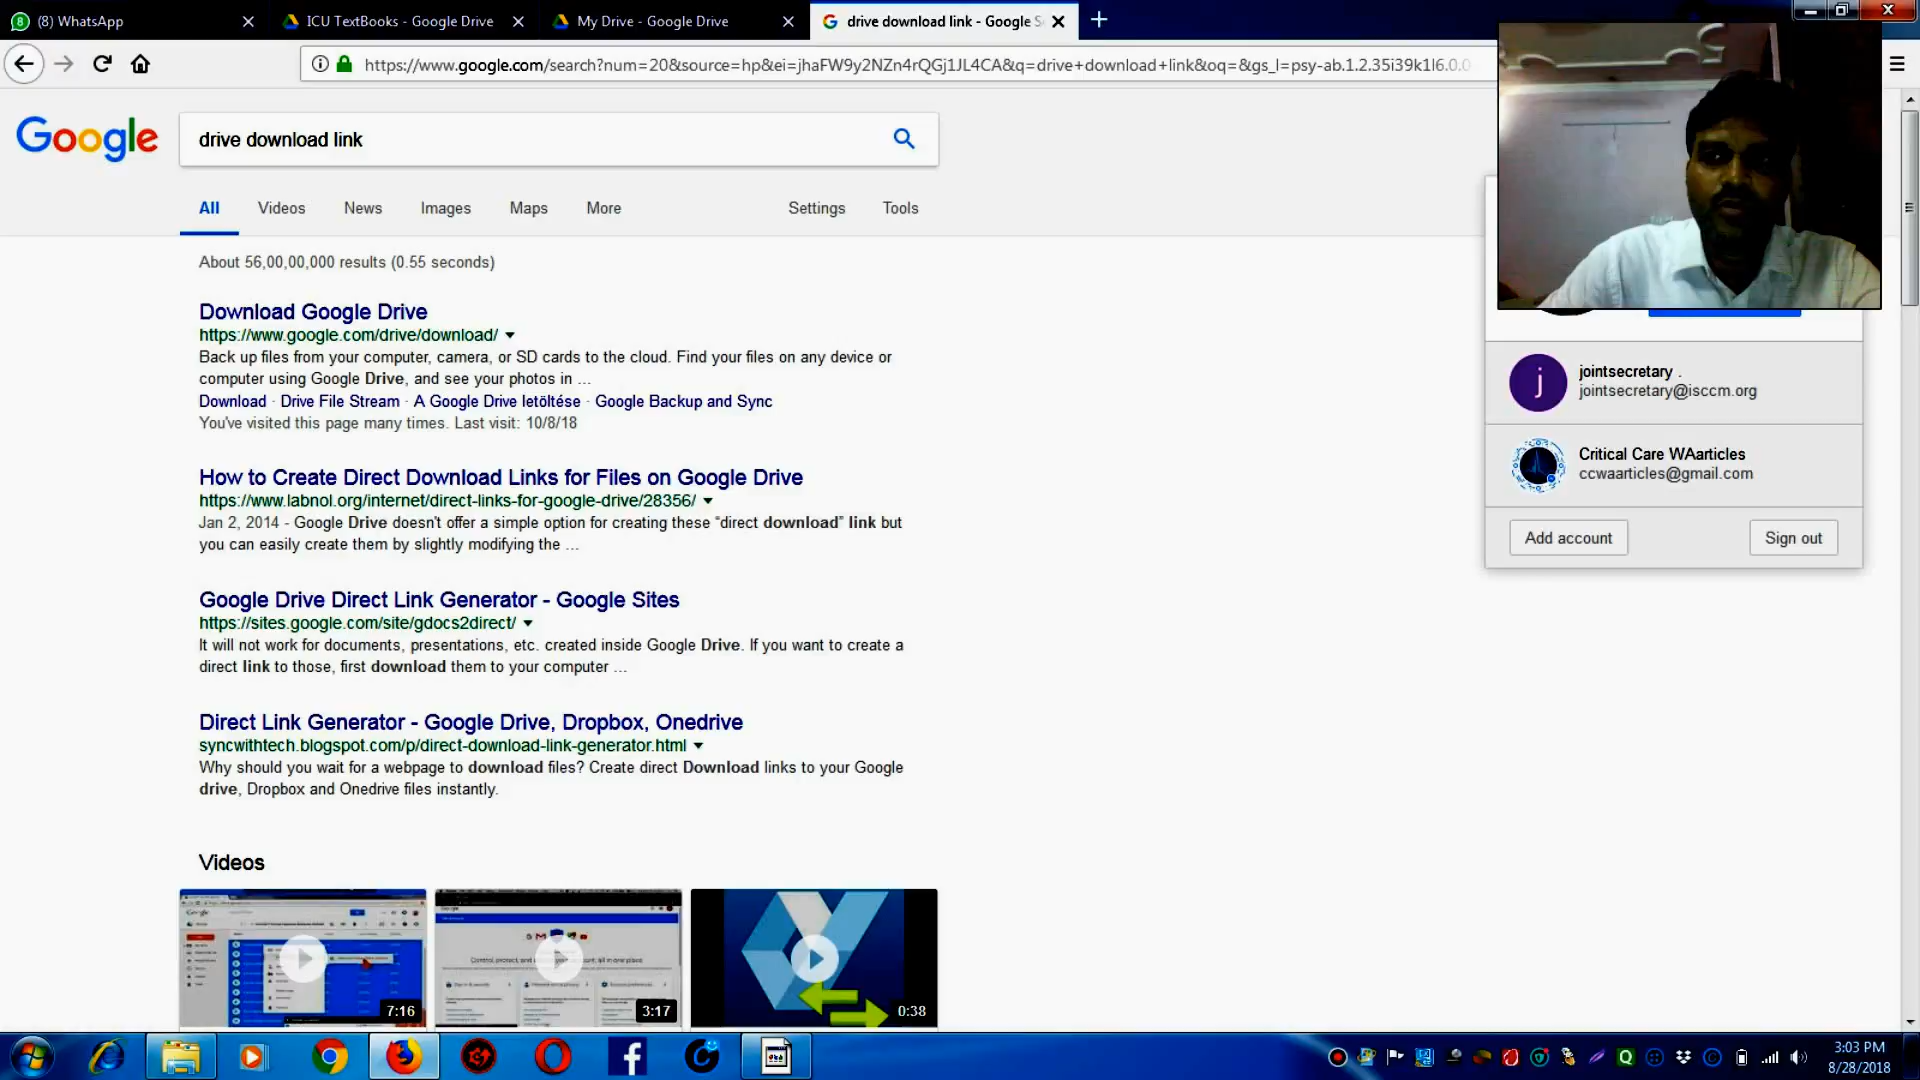 (8) WhatsApp
ICU TextBooks - Google Drive
My Drive - Google Drive
drive download link - Google S
https://www.google.com/search?num=20&source=hp&ei=jhaFW9y2NZn4rQGj1JL4CA&q=drive+download+link&oq=&gs_l=psy-ab.1.2.35i39k1l6.0.0
Google
drive download link
All Videos News Images Maps More Settings Tools
About 56,00,00,000 results (0.55 seconds)
Download Google Drive
https://www.google.com/drive/download/
Back up files from your computer, camera, or SD cards to the cloud. Find your files on any device or
computer using Google Drive, and see your photos in ...
Download · Drive File Stream · A Google Drive letöltése · Google Backup and Sync
You've visited this page many times. Last visit: 10/8/18
How to Create Direct Download Links for Files on Google Drive
https://www.labnol.org/internet/direct-links-for-google-drive/28356/
Jan 2, 2014 - Google Drive doesn't offer a simple option for creating these “direct download” link but
you can easily create them by slightly modifying the ...
Google Drive Direct Link Generator - Google Sites
https://sites.google.com/site/gdocs2direct/
It will not work for documents, presentations, etc. created inside Google Drive. If you want to create a
direct link to those, first download them to your computer ...
Direct Link Generator - Google Drive, Dropbox, Onedrive
syncwithtech.blogspot.com/p/direct-download-link-generator.html
Why should you wait for a webpage to download files? Create direct Download links to your Google
drive, Dropbox and Onedrive files instantly.
Videos
7:16
3:17
0:38
j
jointsecretary .
jointsecretary@isccm.org
Critical Care WAarticles
ccwaarticles@gmail.com
Add account
Sign out
3:03 PM
8/28/2018